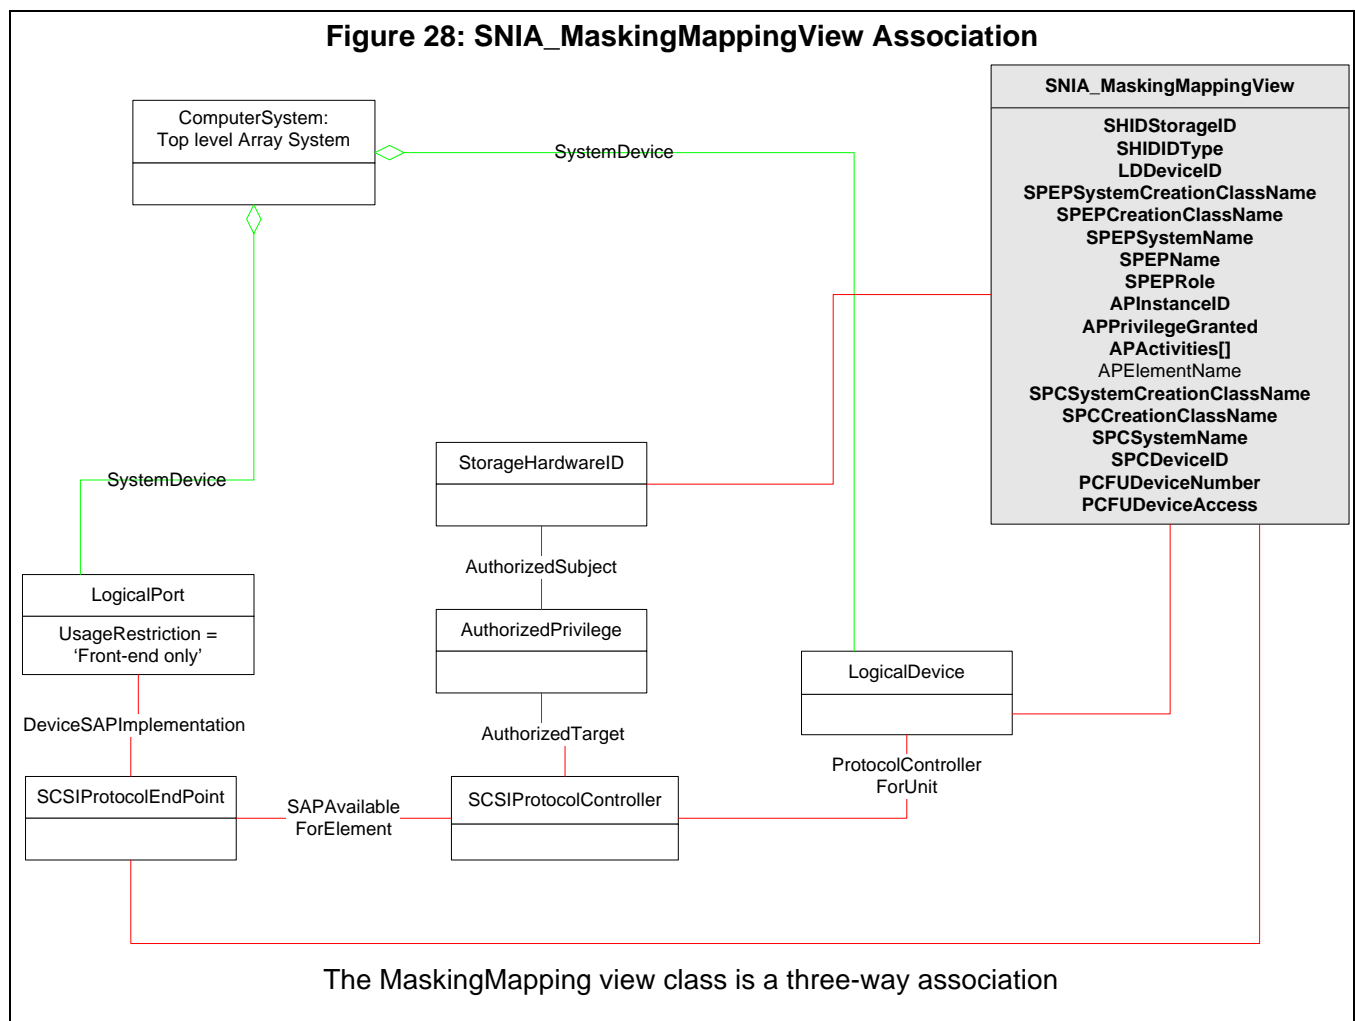 Figure 28: SNIA_MaskingMappingView Association
SNIA_MaskingMappingView
SHIDStorageID
SHIDIDType
LDDeviceID
SPEPSystemCreationClassName
SPEPCreationClassName
SPEPSystemName
SPEPName
SPEPRole
APInstanceID
APPrivilegeGranted
APActivities[]
APElementName
SPCSystemCreationClassName
SPCCreationClassName
SPCSystemName
SPCDeviceID
PCFUDeviceNumber
PCFUDeviceAccess
ComputerSystem:
Top level Array System
SystemDevice
SystemDevice
StorageHardwareID
AuthorizedSubject
LogicalPort
UsageRestriction =
‘Front-end only’
AuthorizedPrivilege
LogicalDevice
DeviceSAPImplementation
AuthorizedTarget
ProtocolController
ForUnit
SCSIProtocolEndPoint
SAPAvailable
ForElement
SCSIProtocolController
The MaskingMapping view class is a three-way association